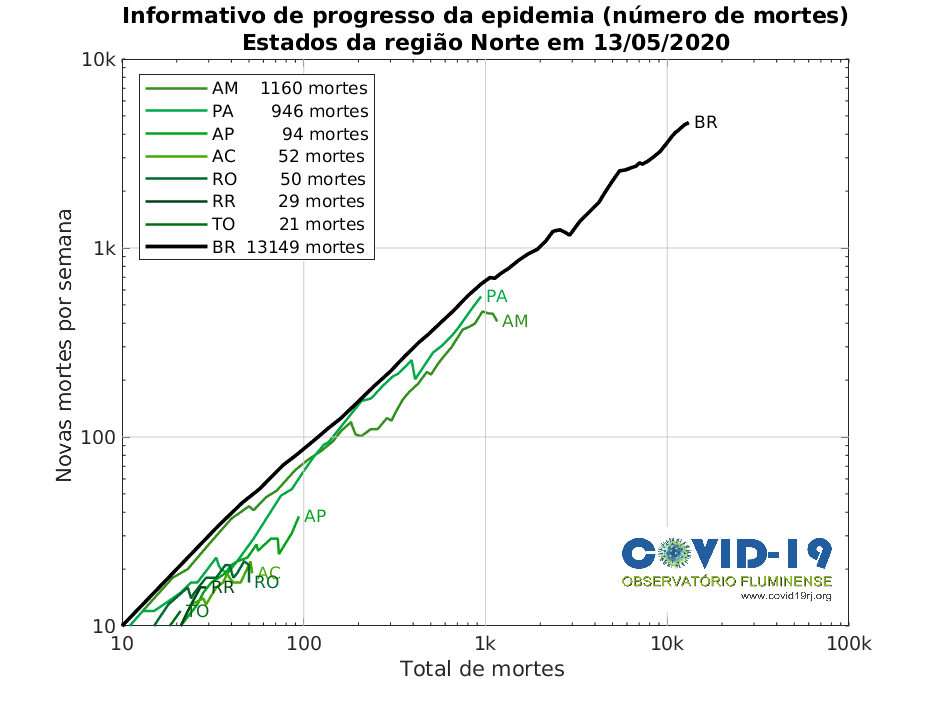 Informativo de progresso da epidemia (número de mortes)
Estados da região Norte em 13/05/2020
10k
AM 1160 mortes
PA 946 mortes
AP 94 mortes
AC 52 mortes
RO 50 mortes
RR 29 mortes
TO 21 mortes
BR 13149 mortes
BR
1k
PA
AM
Novas mortes por semana
100
AP
AC
RO
RR
TO
COVID-19
OBSERVATÓRIO FLUMINENSE
www.covid19rj.org
10
10 100 1k 10k 100k
Total de mortes